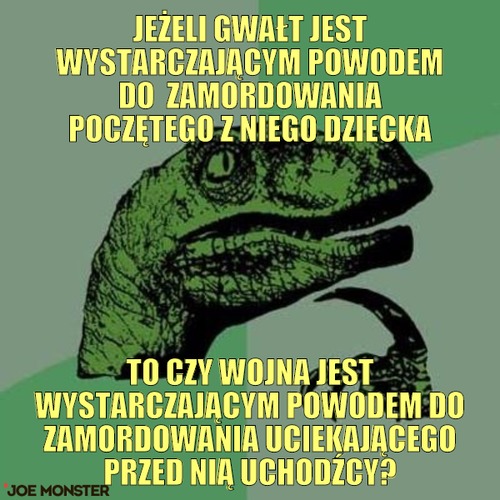 JEŻELI GWAŁT JEST
WYSTARCZAJĄCYM POWODEM
DO ZAMORDOWANIA
POCZĘTEGO Z NIEGO DZIECKA
TO CZY WOJNA JEST
WYSTARCZAJĄCYM POWODEM DO
ZAMORDOWANIA UCIEKAJĄCEGO
PRZED NIĄ UCHODŹCY?
JOE MONSTER